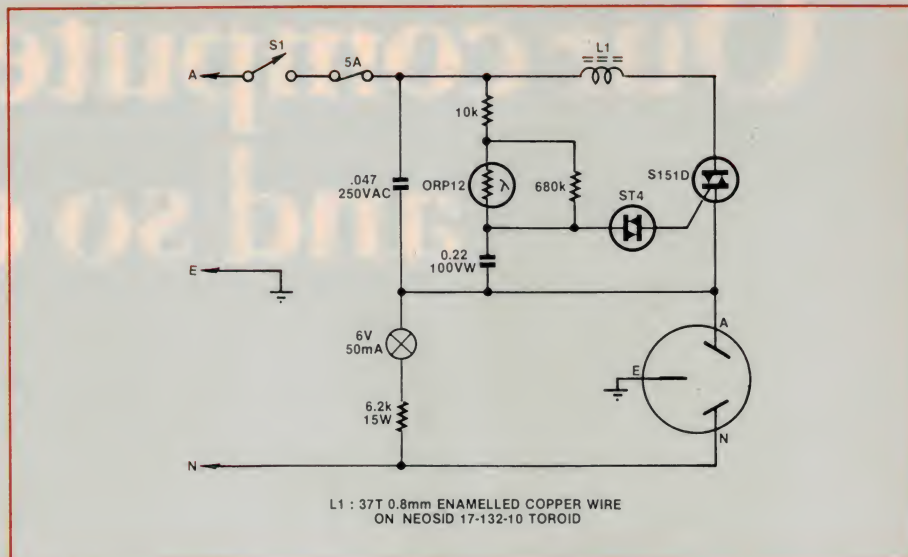 S1
5A
L1
A
10k
.047
250VAC
ORP12
λ
680k
S151D
ST4
0.22
100VW
E
6V
50mA
A
E
N
6.2k
15W
N
L1 : 37T 0.8mm ENAMELLED COPPER WIRE
ON NEOSID 17-132-10 TOROID